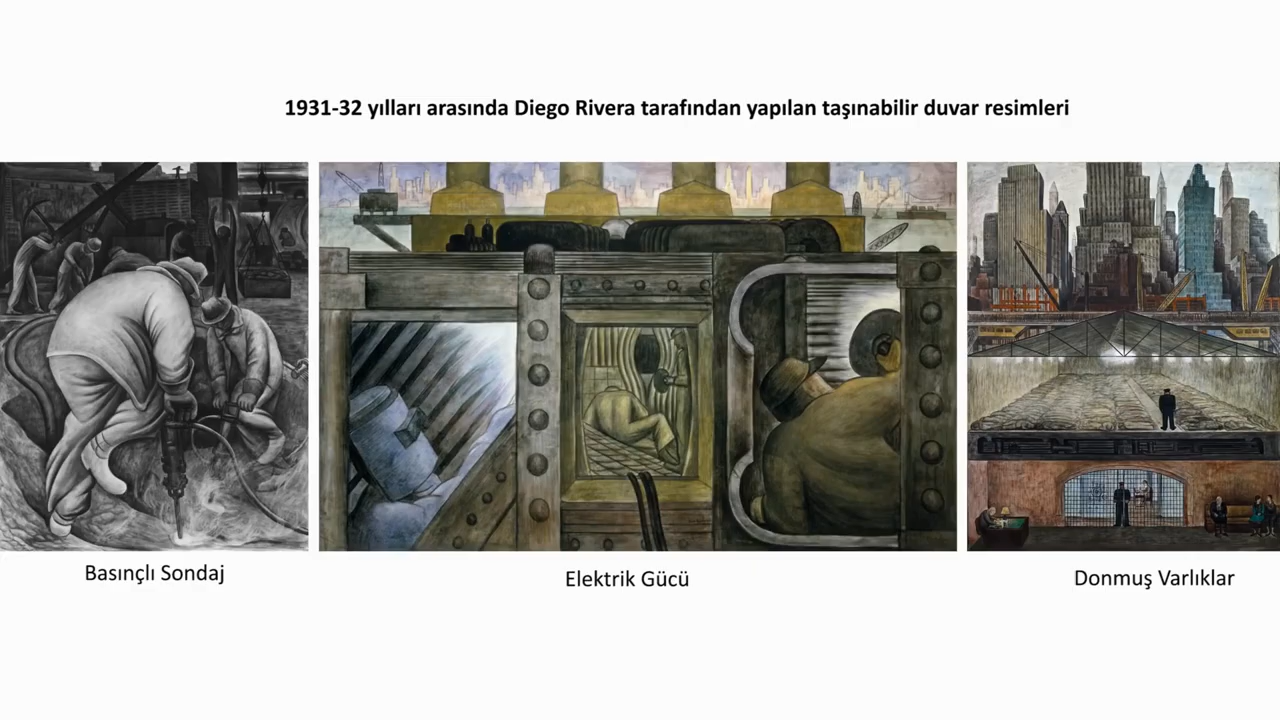 1931-32 yılları arasında Diego Rivera tarafından yapılan taşınabilir duvar resimleri
Basınçlı Sondaj
Elektrik Gücü
Donmuş Varlıklar